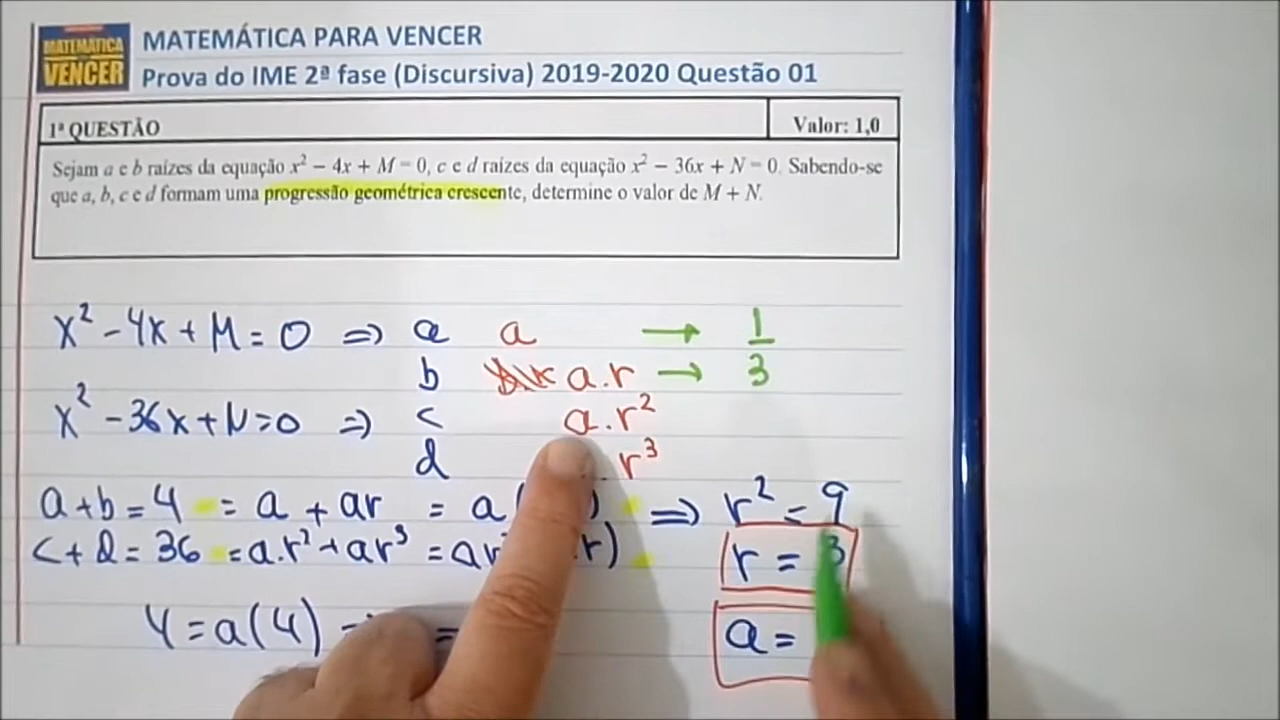 MATEMÁTICA
VENCER
MATEMÁTICA PARA VENCER
Prova do IME 2ª fase (Discursiva) 2019-2020 Questão 01
1ª QUESTÃO
Valor: 1,0
Sejam a e b raízes da equação x² – 4x + M = 0, c e d raízes da equação x² – 36x + N = 0. Sabendo-se
que a, b, c e d formam uma progressão geométrica crescente, determine o valor de M + N.
x² - 4x + M = 0 => a a → 1
b a.r → 3
x² - 36x + N = 0 => c a.r²
d r³
a + b = 4 = a + ar = a( ) => r² = 9
c + d = 36 = a.r² + ar³ = ar r) r = 3
4 = a(4) = a =